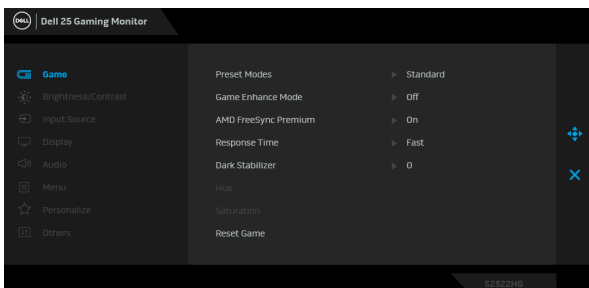 DELL Dell 25 Gaming Monitor
Game
Brightness/Contrast
Input Source
Display
Audio
Menu
Personalize
Others
Preset Modes Standard
Game Enhance Mode Off
AMD FreeSync Premium On
Response Time Fast
Dark Stabilizer 0
Hue
Saturation
Reset Game
S2522HG